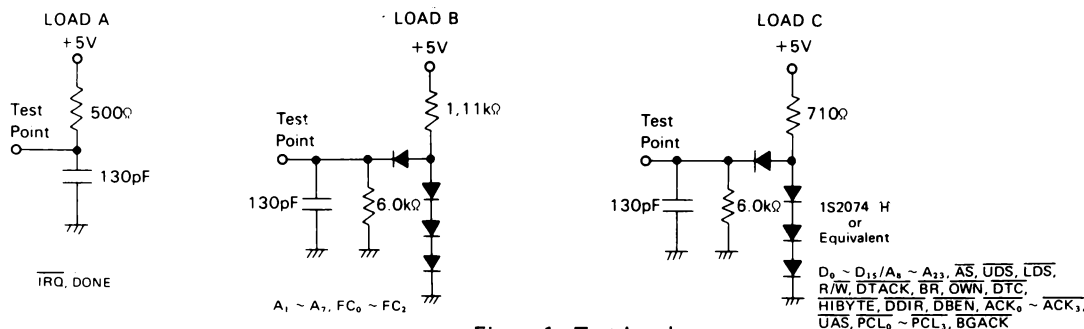 LOAD A
+5V
500Ω
Test
Point
130pF
IRQ, DONE
LOAD B
+5V
1,11kΩ
Test
Point
130pF
6.0kΩ
A₁ ~ A₇, FC₀ ~ FC₂
LOAD C
+5V
710Ω
Test
Point
130pF
6.0kΩ
1S2074 H
or
Equivalent
D₀ ~ D₁₅/A₈ ~ A₂₃, AS, UDS, LDS,
R/W, DTACK, BR, OWN, DTC,
HIBYTE, DDIR, DBEN, ACK₀ ~ ACK₃,
UAS, PCL₀ ~ PCL₃, BGACK